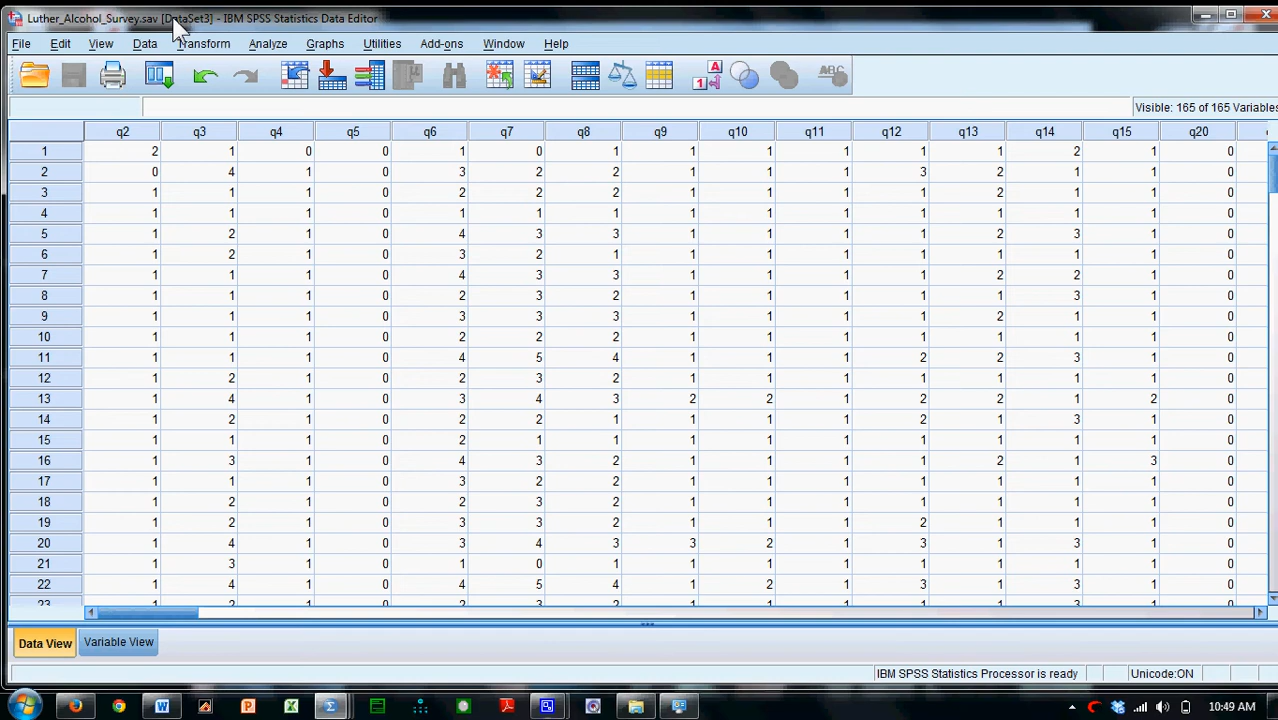 Luther_Alcohol_Survey.sav [DataSet3] - IBM SPSS Statistics Data Editor
File Edit View Data Transform Analyze Graphs Utilities Add-ons Window Help
Visible: 165 of 165 Variables
q2 q3 q4 q5 q6 q7 q8 q9 q10 q11 q12 q13 q14 q15 q20
1 2 1 0 0 1 0 1 1 1 1 1 1 2 1 0
2 0 4 1 0 3 2 2 1 1 1 3 2 1 1 0
3 1 1 1 0 2 2 2 1 1 1 1 2 1 1 0
4 1 1 1 0 1 1 1 1 1 1 1 1 1 1 0
5 1 2 1 0 4 3 3 1 1 1 1 2 3 1 0
6 1 2 1 0 3 2 1 1 1 1 1 1 1 1 0
7 1 1 1 0 4 3 3 1 1 1 1 2 2 1 0
8 1 1 1 0 2 3 2 1 1 1 1 1 3 1 0
9 1 1 1 0 3 3 3 1 1 1 1 2 1 1 0
10 1 1 1 0 2 2 2 1 1 1 1 1 1 1 0
11 1 1 1 0 4 5 4 1 1 1 2 2 3 1 0
12 1 2 1 0 2 3 2 1 1 1 1 1 1 1 0
13 1 4 1 0 3 4 3 2 2 1 2 2 1 2 0
14 1 2 1 0 2 2 1 1 1 1 2 1 3 1 0
15 1 1 1 0 2 1 1 1 1 1 1 1 1 1 0
16 1 3 1 0 4 3 2 1 1 1 1 2 1 3 0
17 1 1 1 0 3 2 2 1 1 1 1 1 1 1 0
18 1 2 1 0 2 3 2 1 1 1 1 1 1 1 0
19 1 2 1 0 3 3 2 1 1 1 2 1 1 1 0
20 1 4 1 0 3 4 3 3 2 1 3 1 3 1 0
21 1 3 1 0 1 0 1 1 1 1 1 1 1 1 0
22 1 4 1 0 4 5 4 1 2 1 3 1 3 1 0
23 1 2 1 0 2 3 2 1 1 1 1 1 3 1 0
Data View Variable View
IBM SPSS Statistics Processor is ready Unicode:ON
10:49 AM